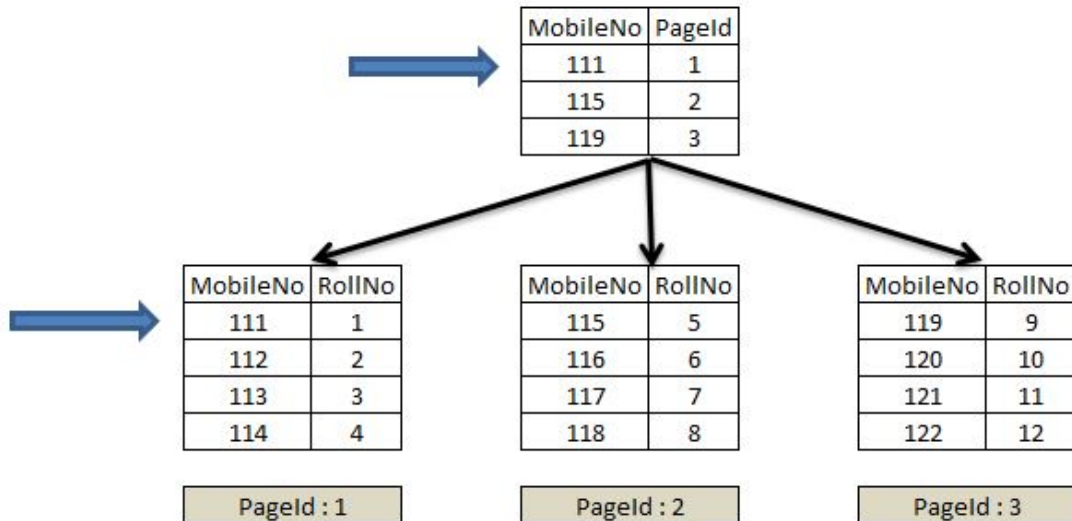 MobileNo PageId
111 1
115 2
119 3
MobileNo RollNo
111 1
112 2
113 3
114 4
PageId : 1
MobileNo RollNo
115 5
116 6
117 7
118 8
PageId : 2
MobileNo RollNo
119 9
120 10
121 11
122 12
PageId : 3